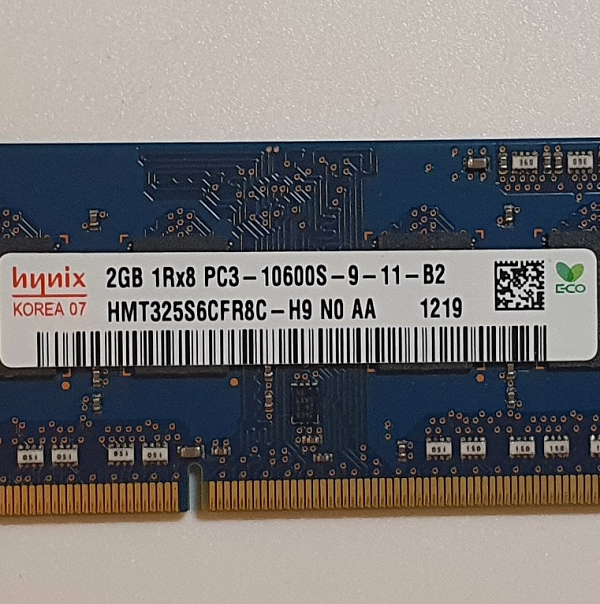 hynix
KOREA 07
2GB 1Rx8 PC3-10600S-9-11-B2
HMT325S6CFR8C-H9 N0 AA 1219
ECO